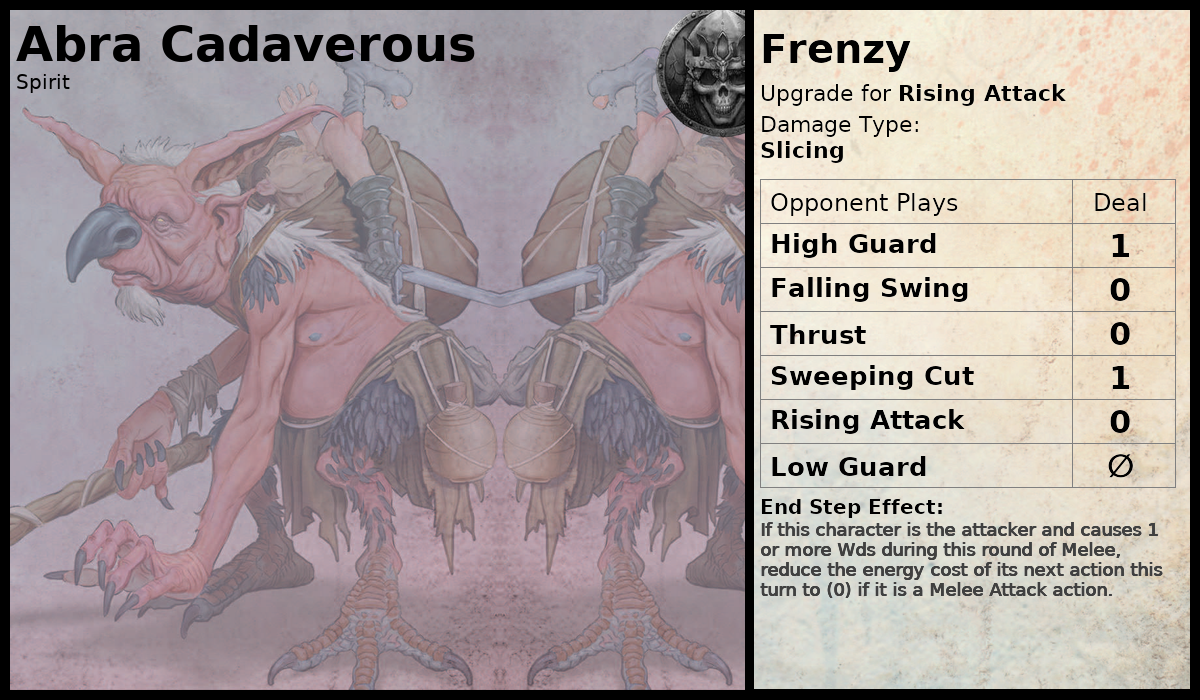 Abra Cadaverous
Spirit
Frenzy
Upgrade for Rising Attack
Damage Type:
Slicing
Opponent Plays Deal
High Guard 1
Falling Swing 0
Thrust 0
Sweeping Cut 1
Rising Attack 0
Low Guard ∅
End Step Effect:
If this character is the attacker and causes 1
or more Wds during this round of Melee,
reduce the energy cost of its next action this
turn to (0) if it is a Melee Attack action.